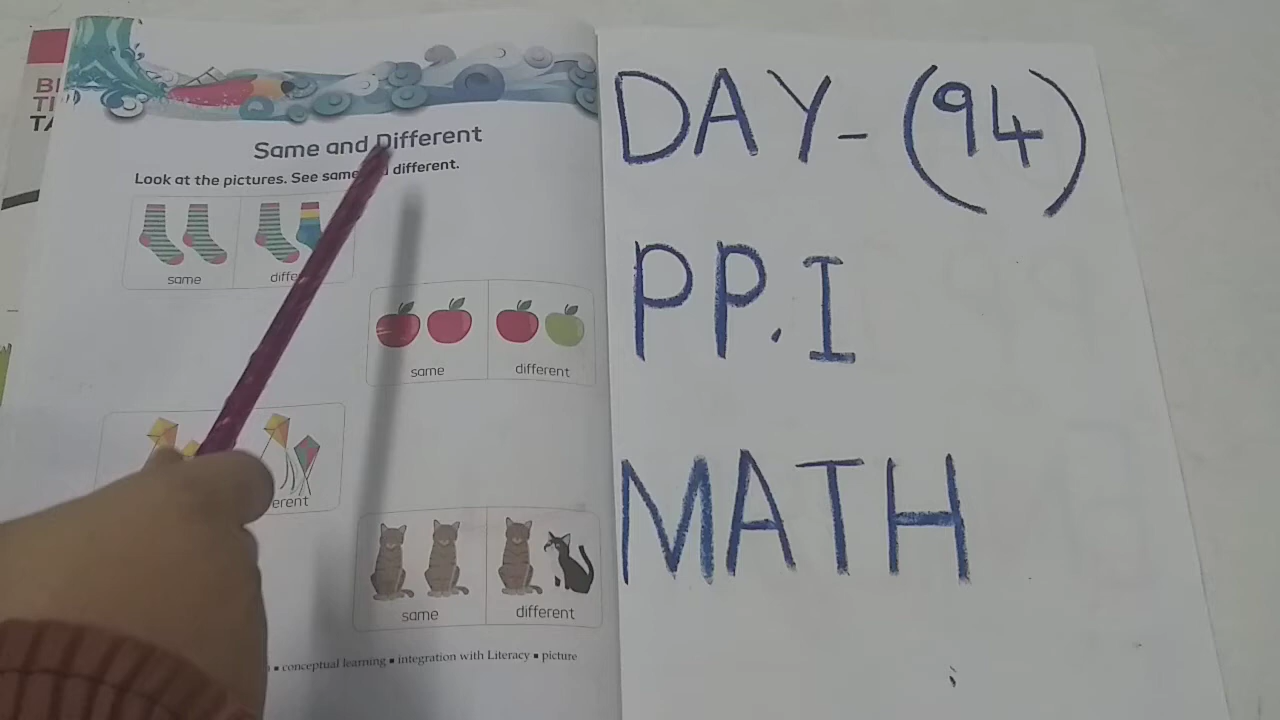 Same and Different
Look at the pictures. See same different.
same
same different
erent
same different
conceptual learning ▪ integration with Literacy ▪ picture
DAY- (94)
PP.I
MATH